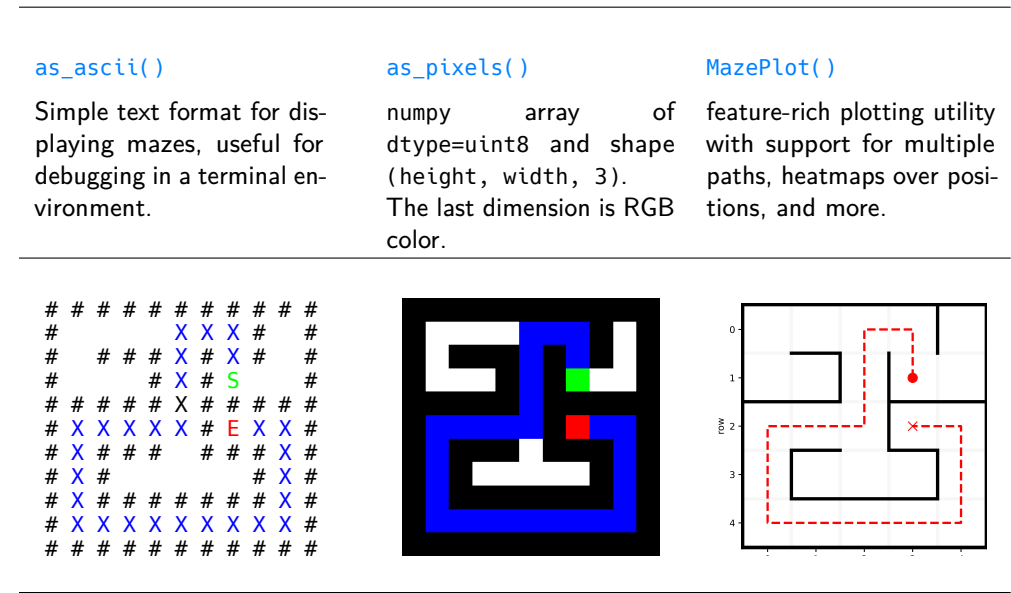 as_ascii()
Simple text format for dis-
playing mazes, useful for
debugging in a terminal en-
vironment.
as_pixels()
numpy array of
dtype=uint8 and shape
(height, width, 3).
The last dimension is RGB
color.
MazePlot()
feature-rich plotting utility
with support for multiple
paths, heatmaps over posi-
tions, and more.
# # # # # # # # # # #
#         X X X #   #
#   # # # X # X #   #
#       # X # S     #
# # # # # X # # # # #
# X X X X X # E X X #
# X # # #   # # # X #
# X #           # X #
# X # # # # # # # X #
# X X X X X X X X X #
# # # # # # # # # # #
row
0
1
2
3
4